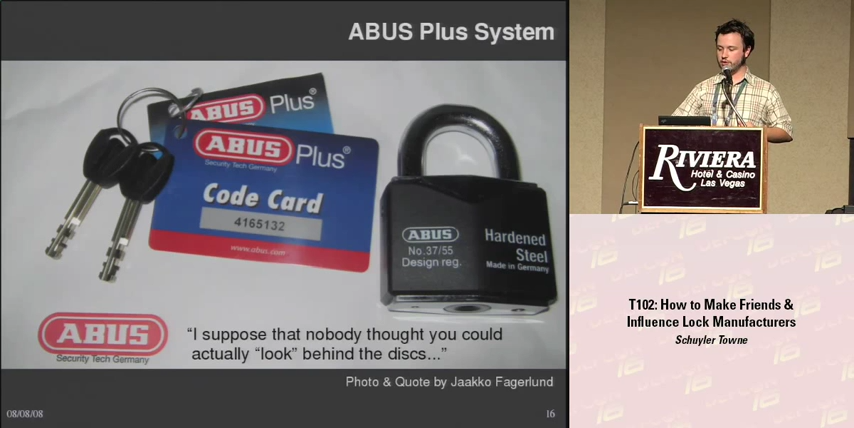 ABUS Plus System
ABUS Plus®
ABUS Plus®
Security Tech Germany
Code Card
4165132
www.abus.com
ABUS
No.37/55
Design reg.
Hardened
Steel
Made in Germany
ABUS
Security Tech Germany
“I suppose that nobody thought you could
actually “look” behind the discs...”
Photo & Quote by Jaakko Fagerlund
08/08/08
16
RIVIERA
Hotel & Casino
Las Vegas
T102: How to Make Friends &
Influence Lock Manufacturers
Schuyler Towne